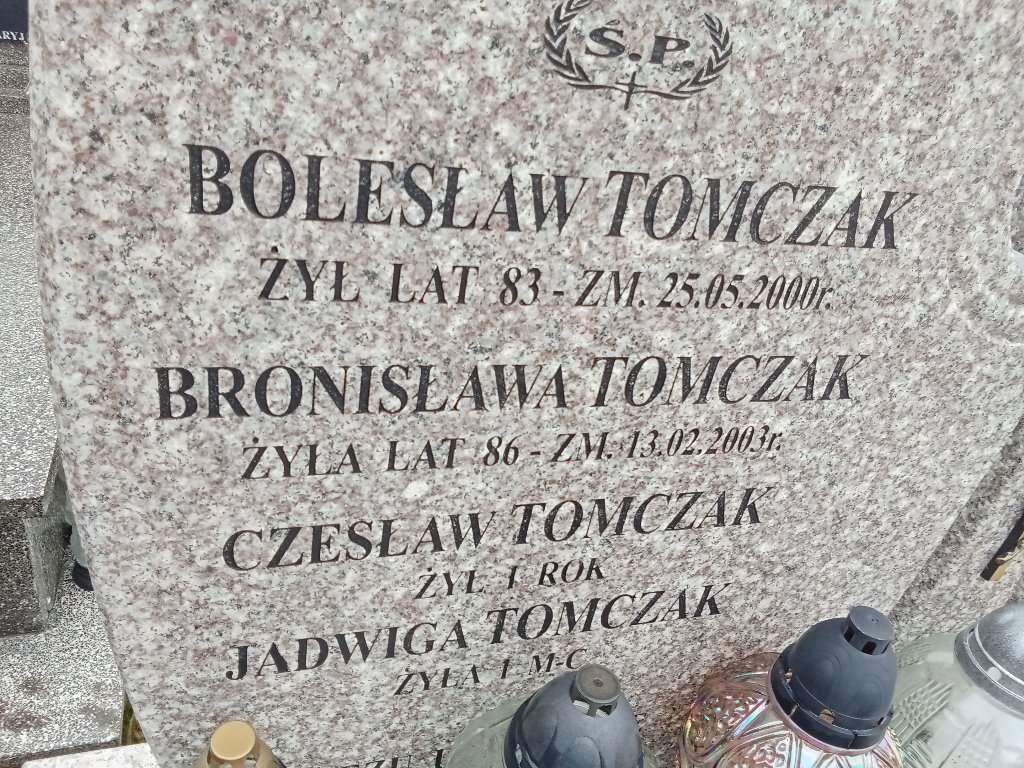 Ś.P.
BOLESŁAW TOMCZAK
ŻYŁ LAT 83 - ZM. 25.05.2000r.
BRONISŁAWA TOMCZAK
ŻYŁA LAT 86 - ZM. 13.02.2003r.
CZESŁAW TOMCZAK
ŻYŁ 1 ROK
JADWIGA TOMCZAK
ŻYŁA 1 M-C